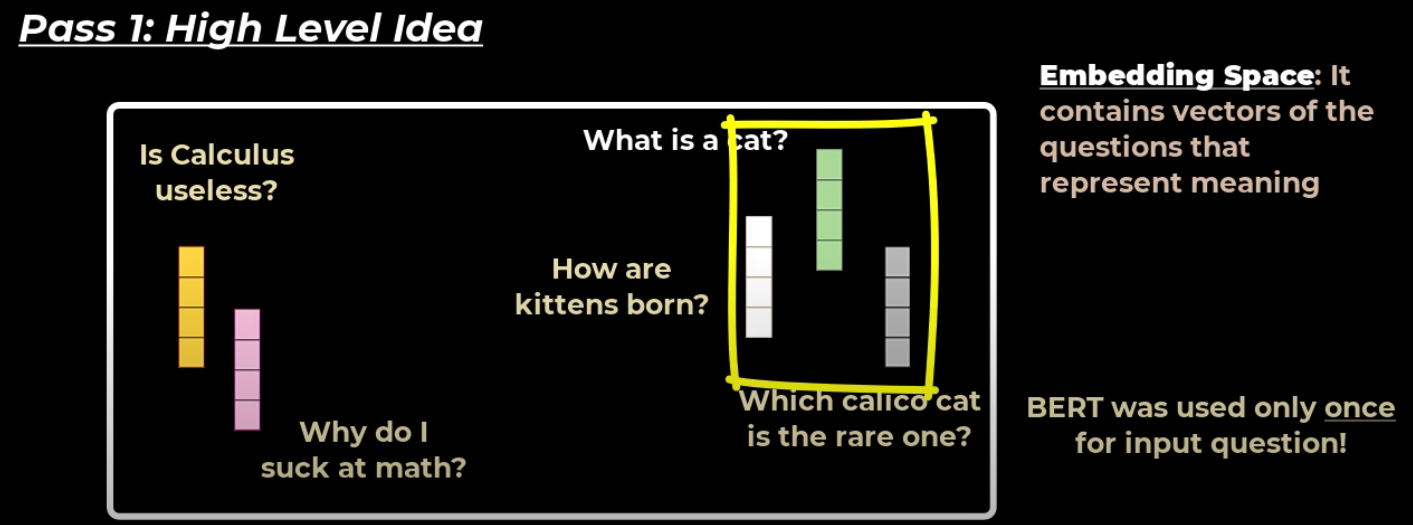 Pass 1: High Level Idea
Embedding Space: It
contains vectors of the
questions that
represent meaning
What is a cat?
Is Calculus
useless?
How are
kittens born?
Which calico cat
is the rare one?
Why do I
suck at math?
BERT was used only once
for input question!